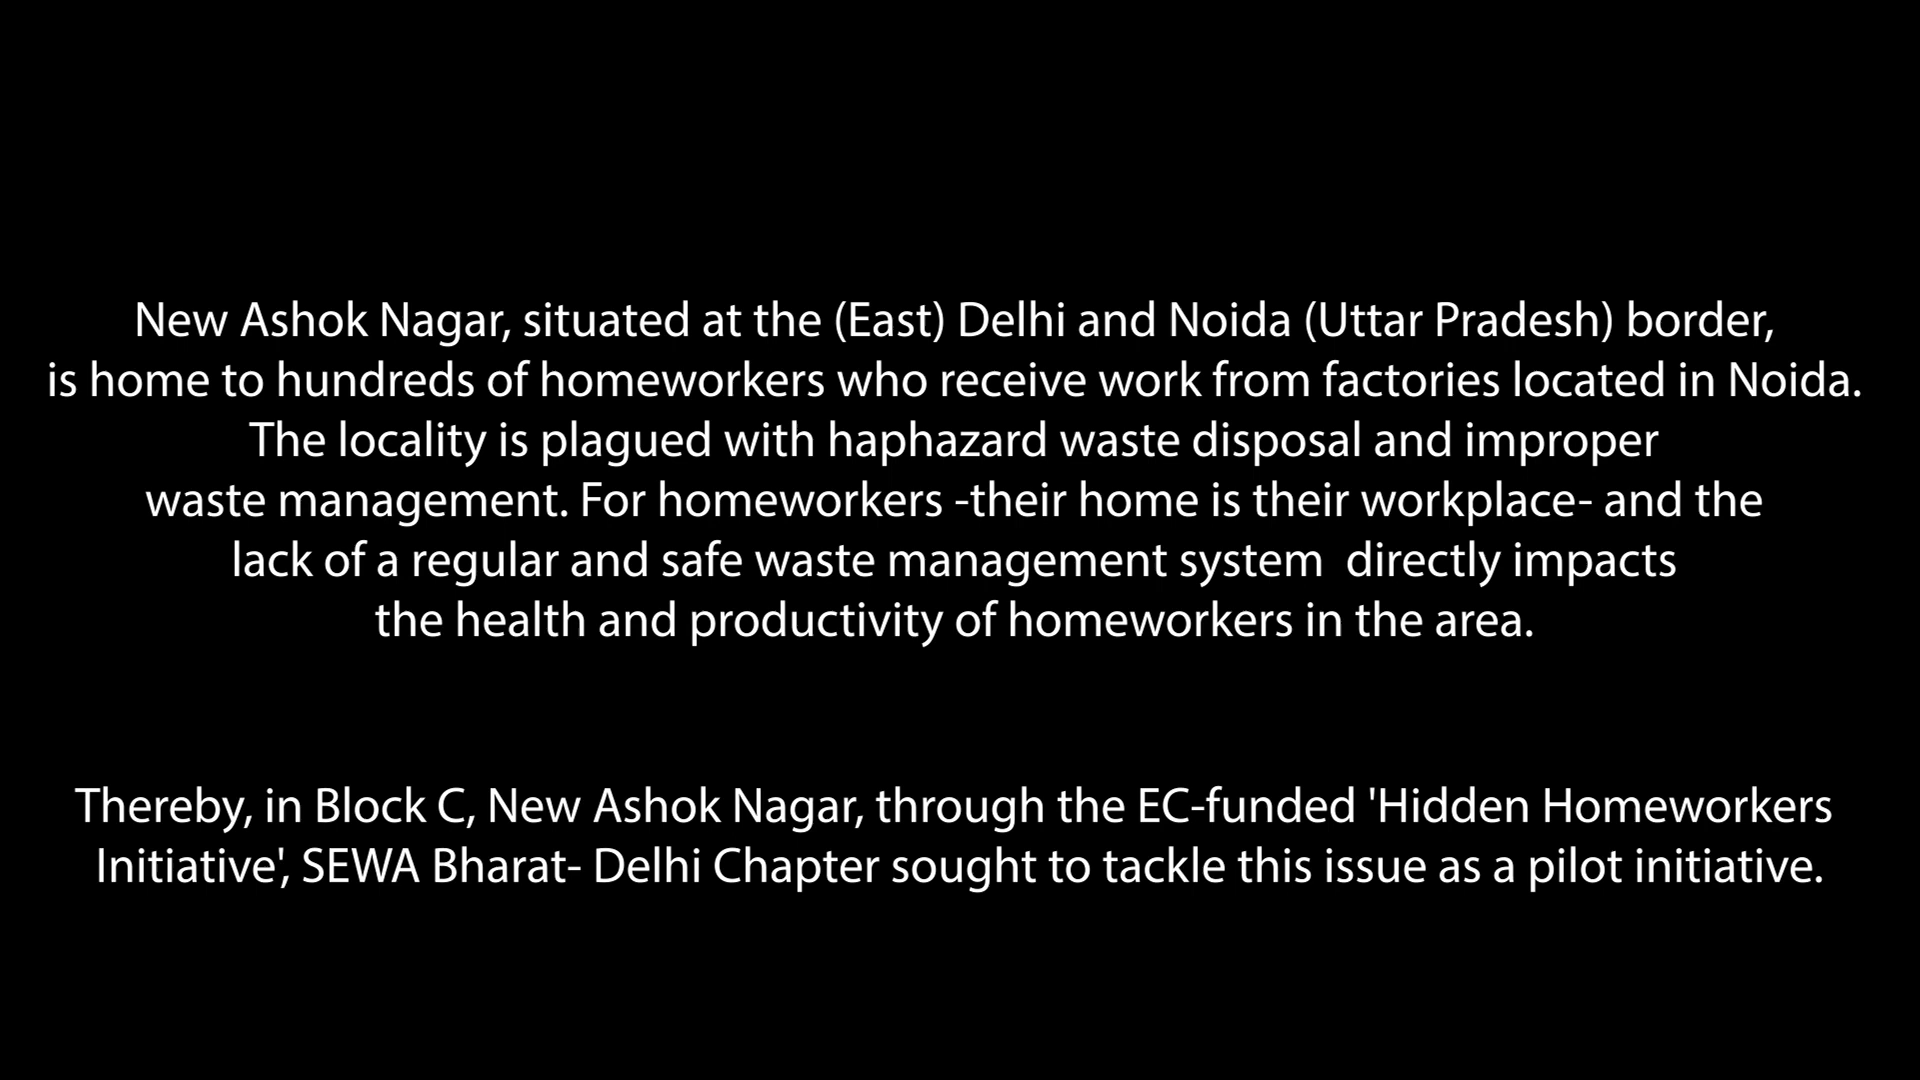 New Ashok Nagar, situated at the (East) Delhi and Noida (Uttar Pradesh) border,
is home to hundreds of homeworkers who receive work from factories located in Noida.
The locality is plagued with haphazard waste disposal and improper
waste management. For homeworkers -their home is their workplace- and the
lack of a regular and safe waste management system  directly impacts
the health and productivity of homeworkers in the area.
Thereby, in Block C, New Ashok Nagar, through the EC-funded 'Hidden Homeworkers
Initiative', SEWA Bharat- Delhi Chapter sought to tackle this issue as a pilot initiative.